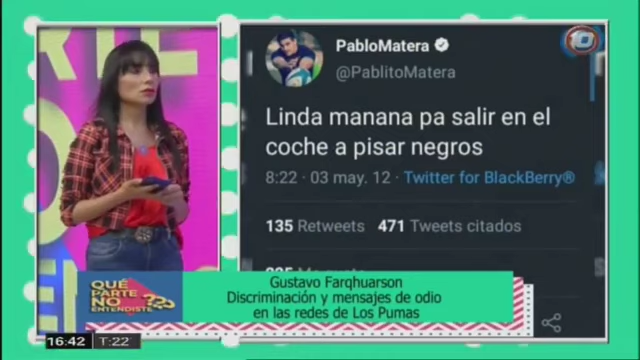 PabloMatera
@PablitoMatera
Linda manana pa salir en el
coche a pisar negros
8:22 · 03 may. 12 · Twitter for BlackBerry®
135 Retweets 471 Tweets citados
QUÉ
PARTE
NO
ENTENDISTE
Gustavo Farqhuarson
Discriminación y mensajes de odio
en las redes de Los Pumas
16:42 T:22